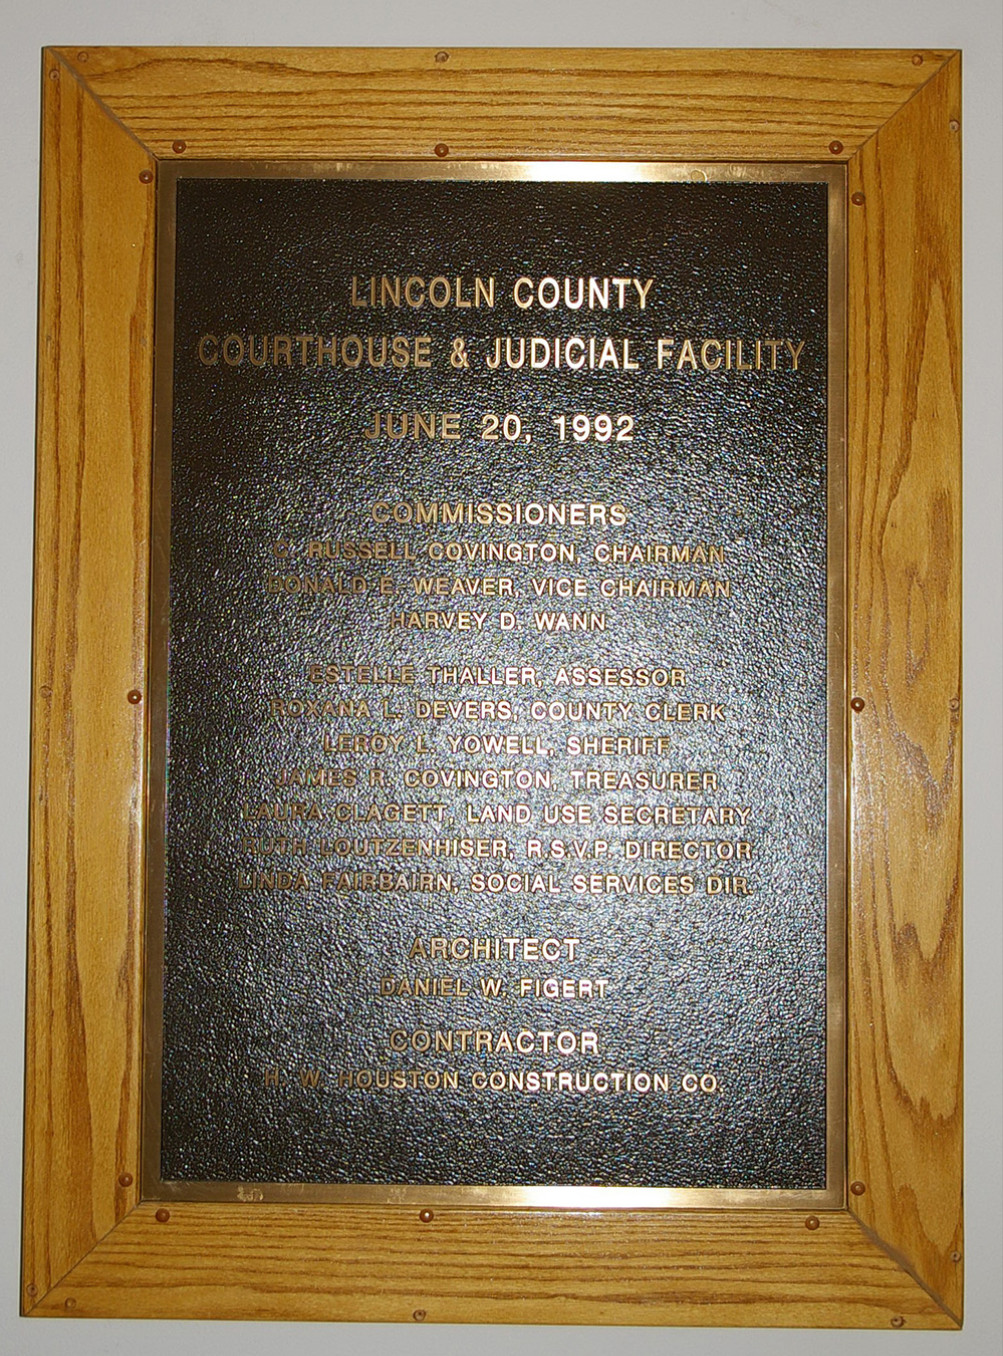 LINCOLN COUNTY
COURTHOUSE & JUDICIAL FACILITY
JUNE 20, 1992
COMMISSIONERS
C. RUSSELL COVINGTON, CHAIRMAN
DONALD E. WEAVER, VICE CHAIRMAN
HARVEY D. WANN
ESTELLE THALLER, ASSESSOR
ROXANA L. DEVERS, COUNTY CLERK
LEROY L. YOWELL, SHERIFF
JAMES R. COVINGTON, TREASURER
LAURA CLAGETT, LAND USE SECRETARY
RUTH LOUTZENHISER, R.S.V.P. DIRECTOR
LINDA FAIRBAIRN, SOCIAL SERVICES DIR.
ARCHITECT
DANIEL W. FIGERT
CONTRACTOR
H. W. HOUSTON CONSTRUCTION CO.